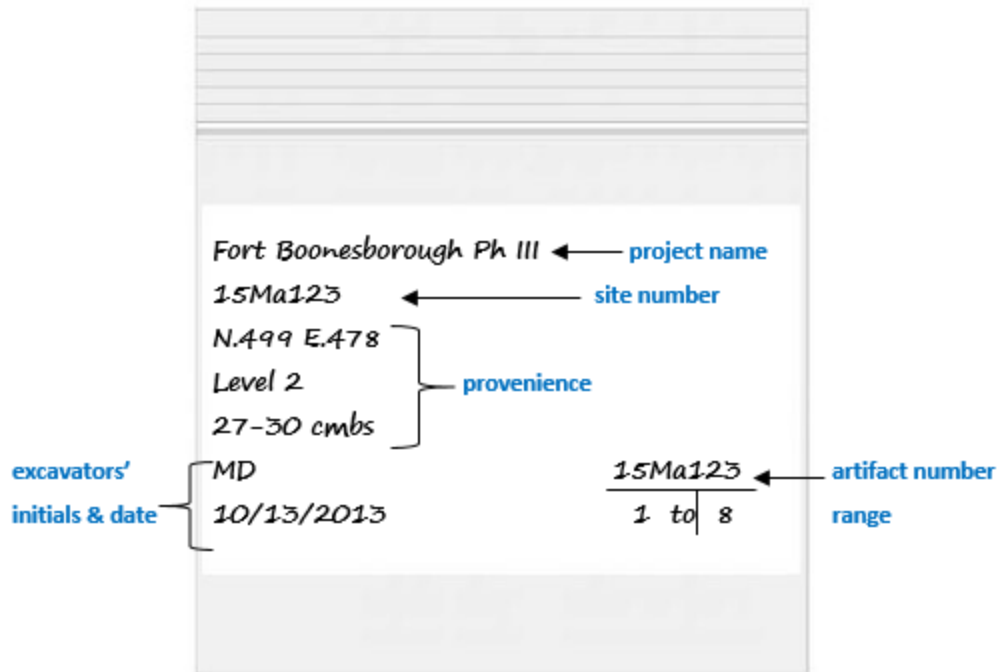 Fort Boonesborough Ph III project name
15Ma123 site number
N.499 E.478
Level 2 provenience
27-30 cmbs
excavators' MD 15Ma123 artifact number
initials & date 10/13/2013 1 to 8 range